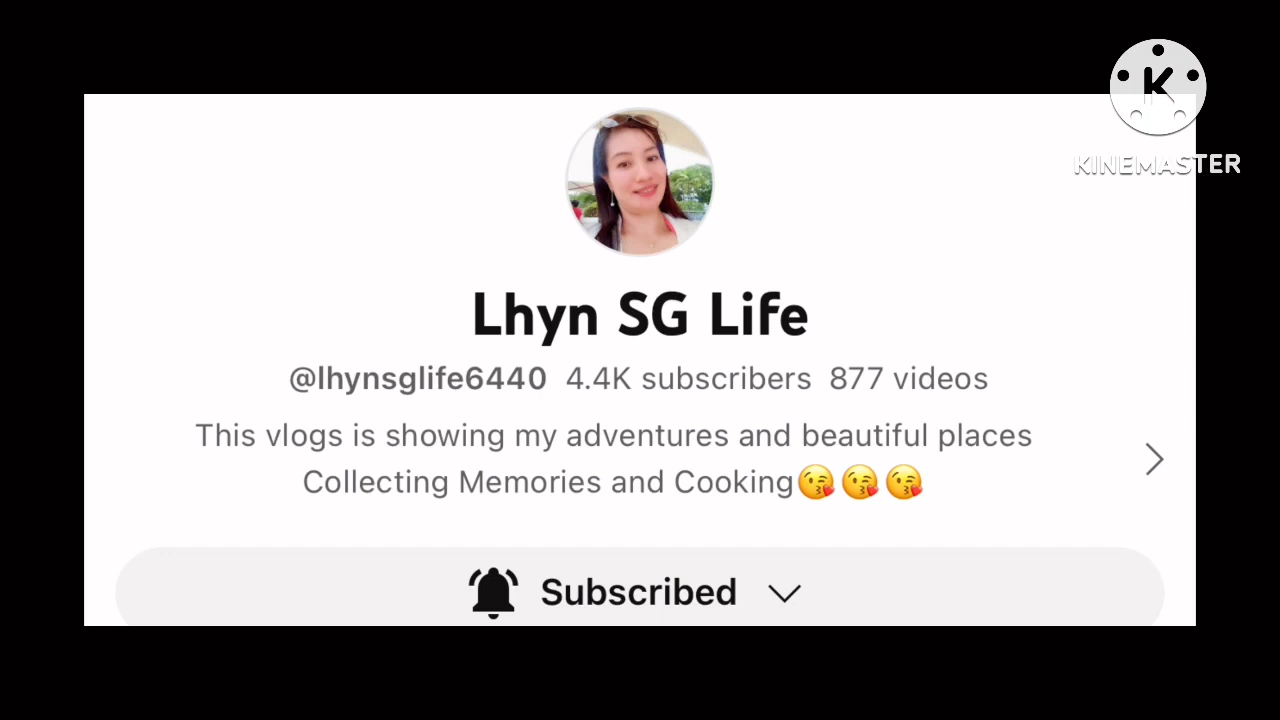 K
KINEMASTER
Lhyn SG Life
@lhynsglife6440 4.4K subscribers 877 videos
This vlogs is showing my adventures and beautiful places
Collecting Memories and Cooking😘😘😘
Subscribed